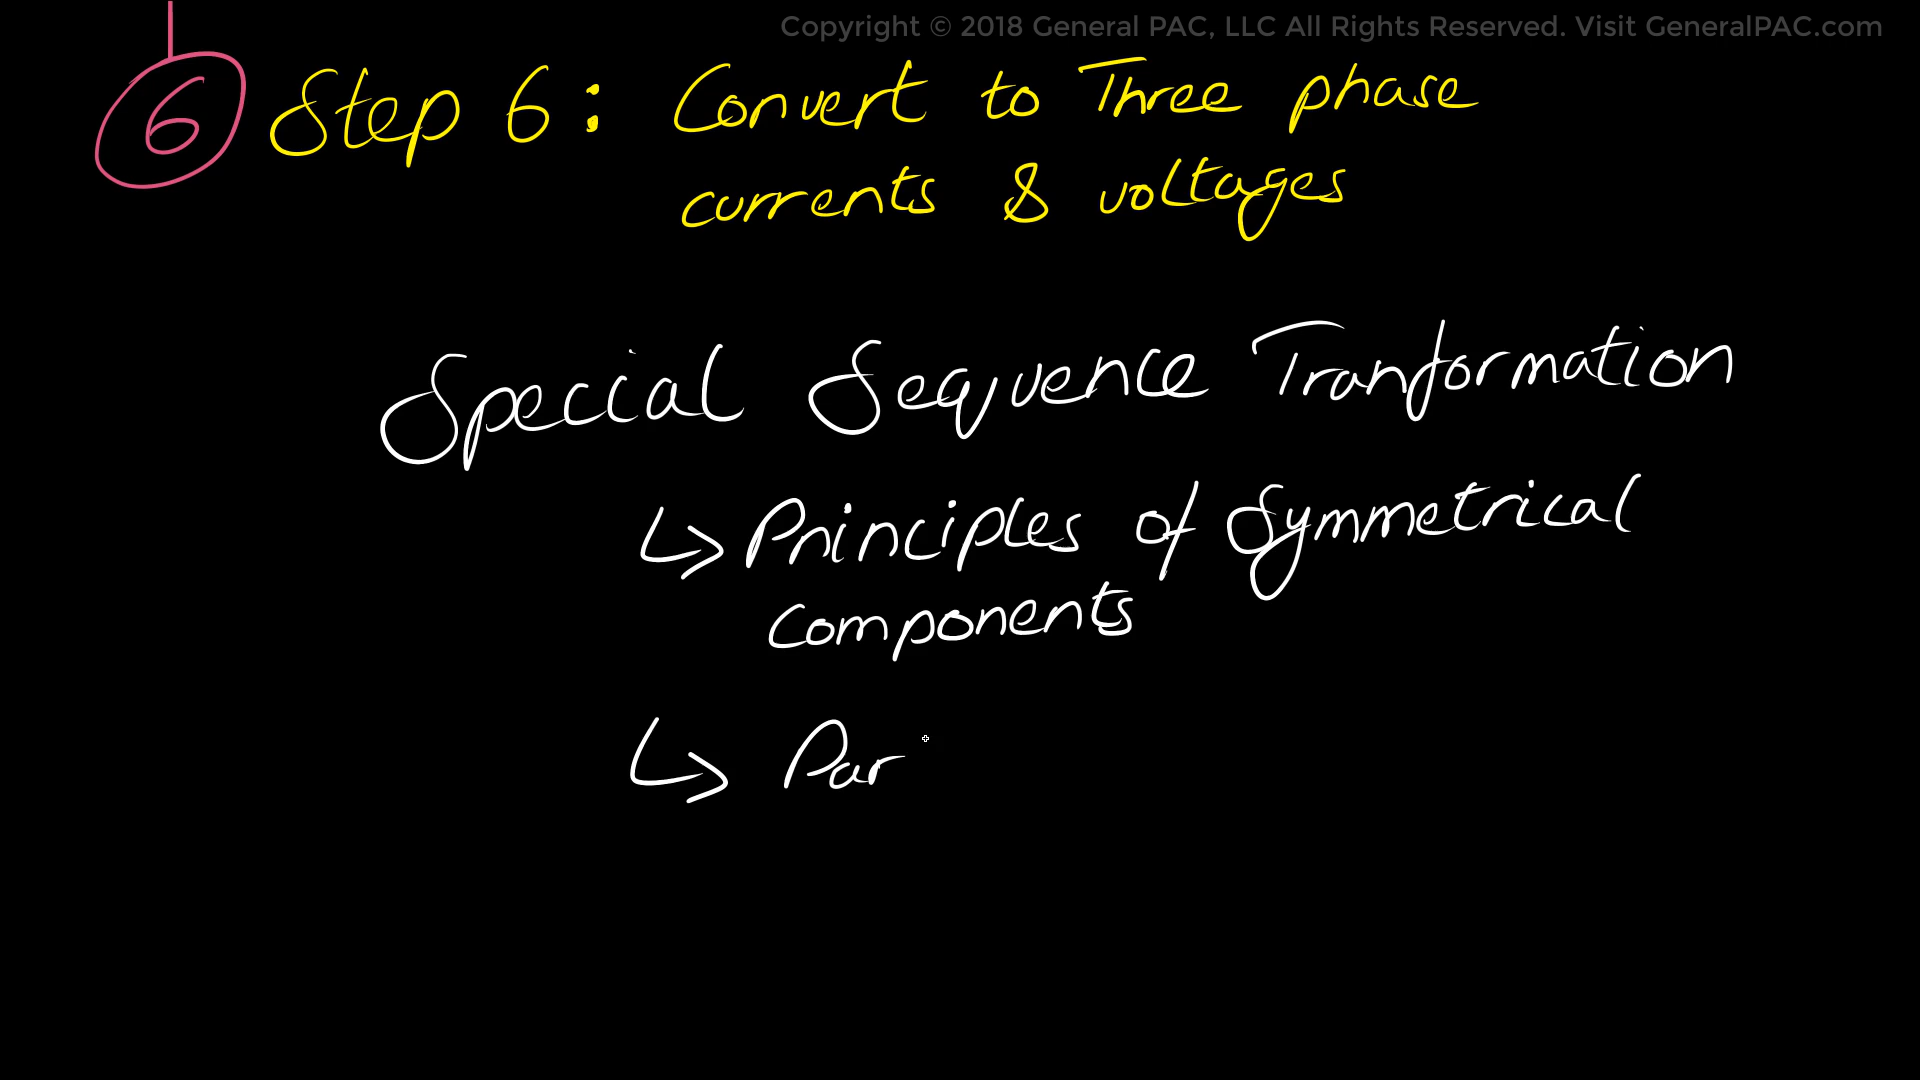 Copyright © 2018 General PAC, LLC All Rights Reserved. Visit GeneralPAC.com
6 Step 6: Convert to Three phase
currents & voltages
Special Sequence Tranformation
↳ Principles of Symmetrical
components
↳ Par